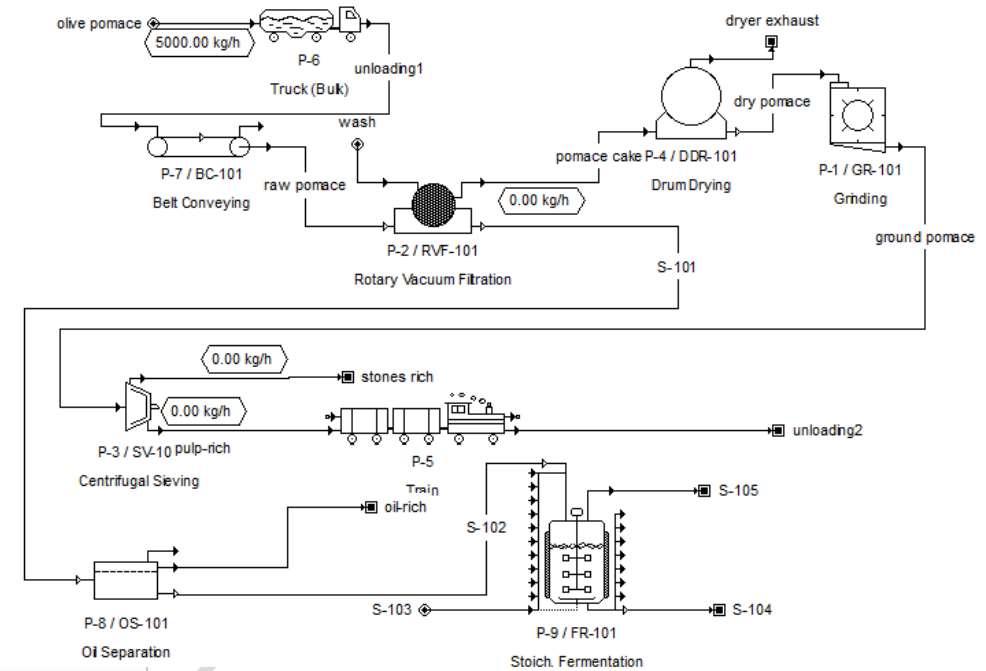 dryer exhaust
olive pomace
5000.00 kg/h
P-6
Truck (Bulk)
unloading1
wash
dry pomace
P-7 / BC-101
Belt Conveying
raw pomace
pomace cake
P-4 / DDR-101
Drum Drying
P-1 / GR-101
Grinding
0.00 kg/h
ground pomace
P-2 / RVF-101
Rotary Vacuum Filtration
S-101
0.00 kg/h
stones rich
0.00 kg/h
P-3 / SV-10
pulp-rich
Centrifugal Sieving
unloading2
P-5
Train
oil-rich
S-102
S-105
S-103
S-104
P-8 / OS-101
Oil Separation
P-9 / FR-101
Stoich. Fermentation